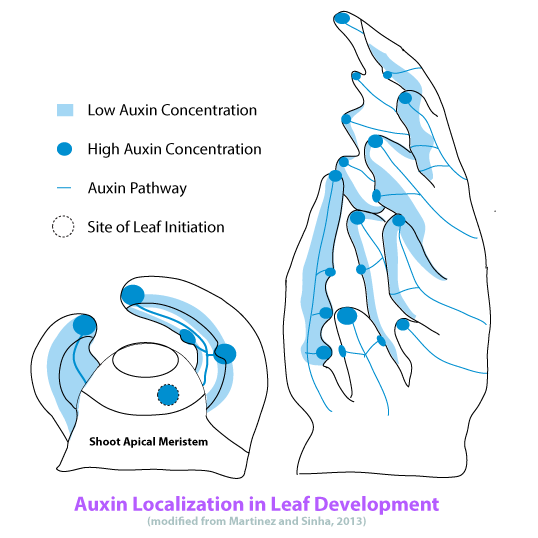 Low Auxin Concentration
High Auxin Concentration
Auxin Pathway
Site of Leaf Initiation
Shoot Apical Meristem
Auxin Localization in Leaf Development
(modified from Martinez and Sinha, 2013)